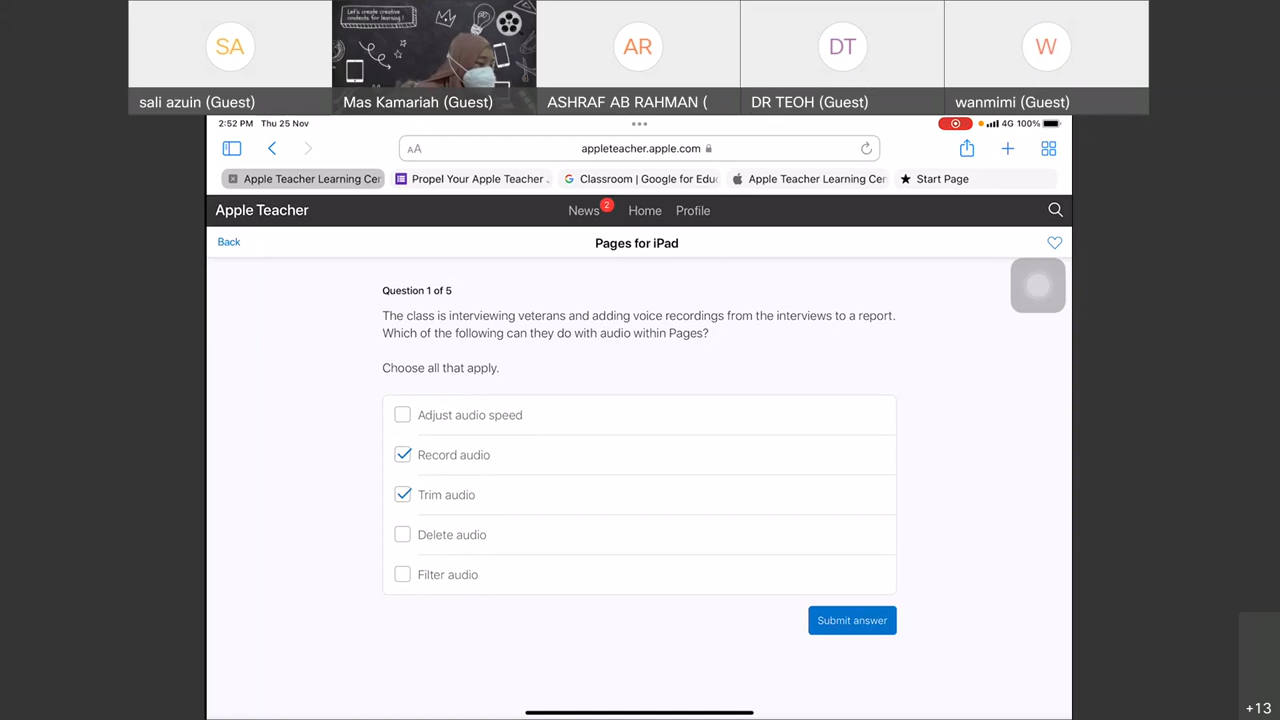 Let's create creative
contents for learning!
SA
AR
DT
W
sali azuin (Guest)
Mas Kamariah (Guest)
ASHRAF AB RAHMAN (
DR TEOH (Guest)
wanmimi (Guest)
2:52 PM Thu 25 Nov
4G 100%
AA
appleteacher.apple.com
Apple Teacher Learning Cer
Propel Your Apple Teacher .
Classroom | Google for Educ
Apple Teacher Learning Cer
Start Page
Apple Teacher
News
2
Home
Profile
Back
Pages for iPad
Question 1 of 5
The class is interviewing veterans and adding voice recordings from the interviews to a report.
Which of the following can they do with audio within Pages?
Choose all that apply.
Adjust audio speed
Record audio
Trim audio
Delete audio
Filter audio
Submit answer
+13